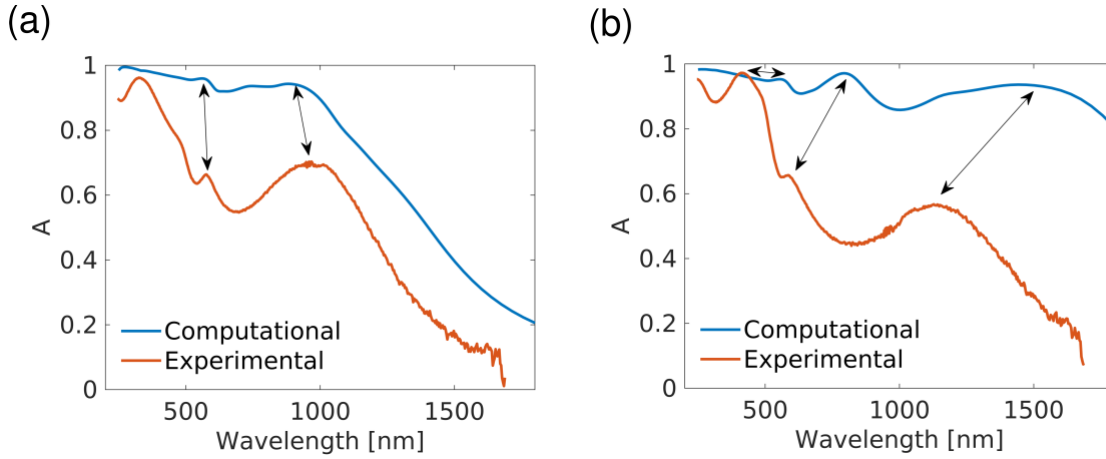 (a)
1
0.8
0.6
0.4
0.2
0
A
Computational
Experimental
500 1000 1500
Wavelength [nm]
(b)
1
0.8
0.6
0.4
0.2
0
A
Computational
Experimental
500 1000 1500
Wavelength [nm]